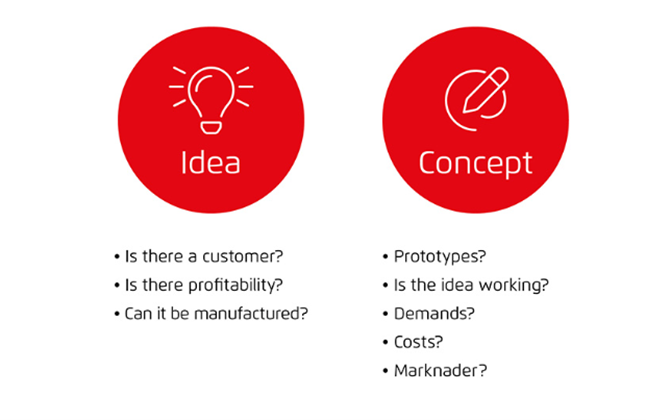 Idea
• Is there a customer?
• Is there profitability?
• Can it be manufactured?
Concept
• Prototypes?
• Is the idea working?
• Demands?
• Costs?
• Marknader?